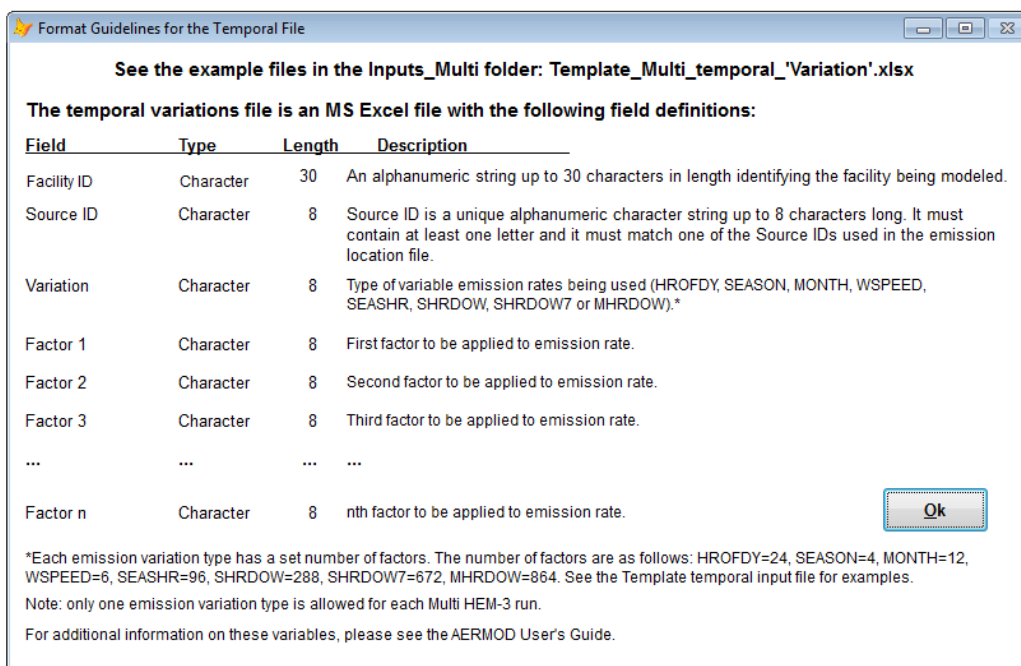 Format Guidelines for the Temporal File
See the example files in the Inputs_Multi folder: Template_Multi_temporal_'Variation'.xlsx
The temporal variations file is an MS Excel file with the following field definitions:
Field Type Length Description
Facility ID Character 30 An alphanumeric string up to 30 characters in length identifying the facility being modeled.
Source ID Character 8 Source ID is a unique alphanumeric character string up to 8 characters long. It must
contain at least one letter and it must match one of the Source IDs used in the emission
location file.
Variation Character 8 Type of variable emission rates being used (HROFDY, SEASON, MONTH, WSPEED,
SEASHR, SHRDOW, SHRDOW7 or MHRDOW).*
Factor 1 Character 8 First factor to be applied to emission rate.
Factor 2 Character 8 Second factor to be applied to emission rate.
Factor 3 Character 8 Third factor to be applied to emission rate.
... ... ... ...
Factor n Character 8 nth factor to be applied to emission rate.
Ok
*Each emission variation type has a set number of factors. The number of factors are as follows: HROFDY=24, SEASON=4, MONTH=12,
WSPEED=6, SEASHR=96, SHRDOW=288, SHRDOW7=672, MHRDOW=864. See the Template temporal input file for examples.
Note: only one emission variation type is allowed for each Multi HEM-3 run.
For additional information on these variables, please see the AERMOD User's Guide.